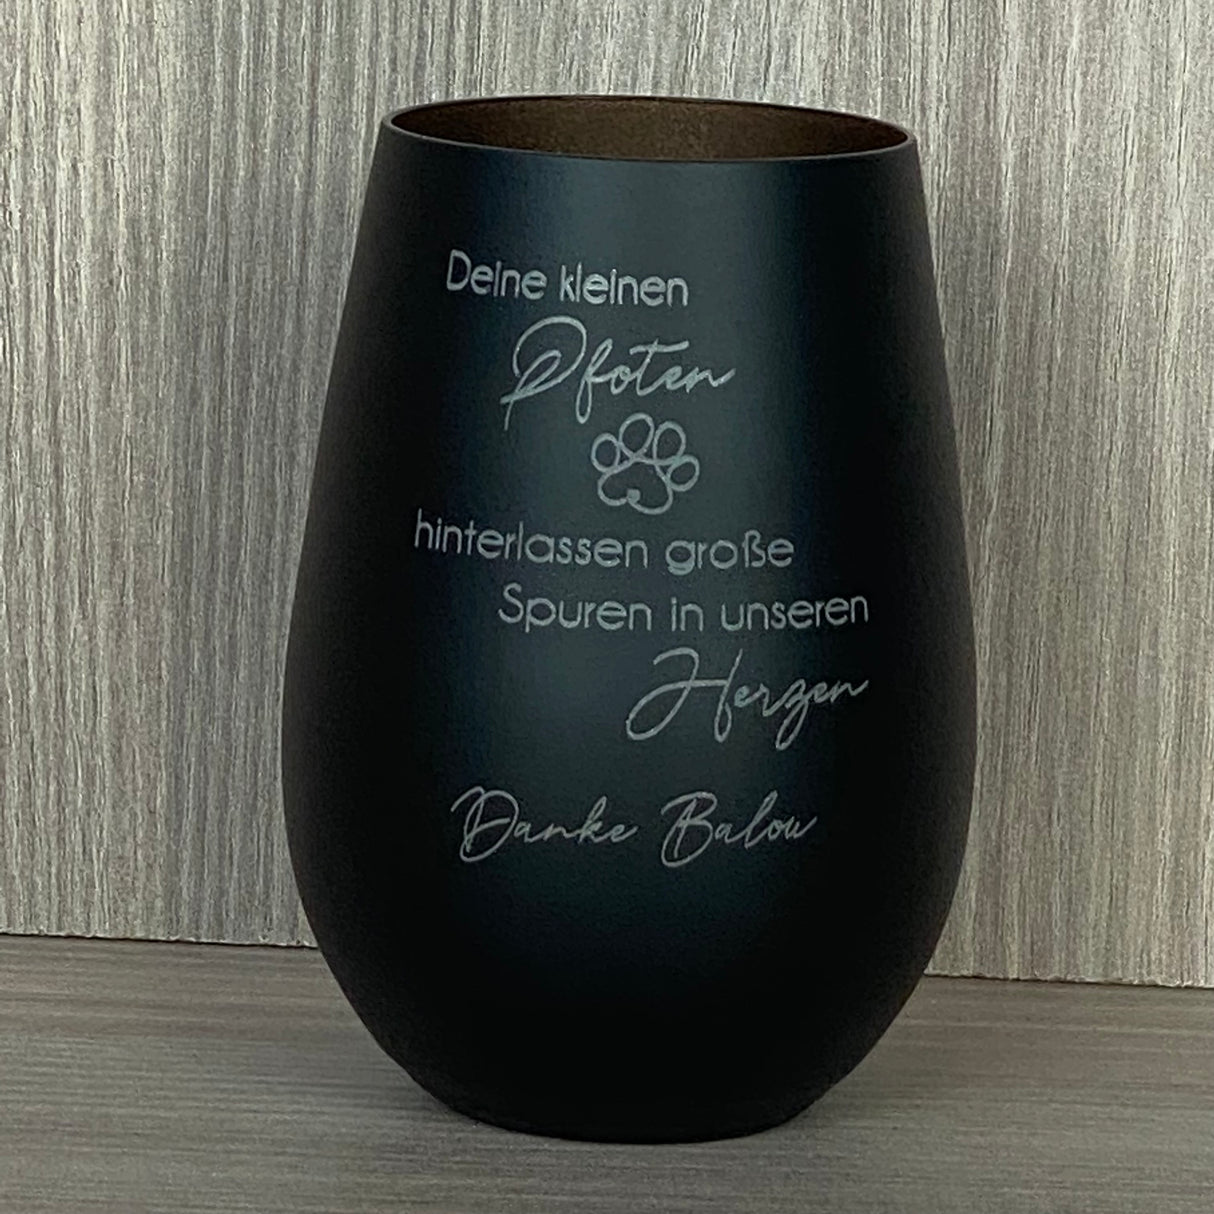 Deine kleinen
Pfoten
hinterlassen große
Spuren in unseren
Herzen
Danke Balou